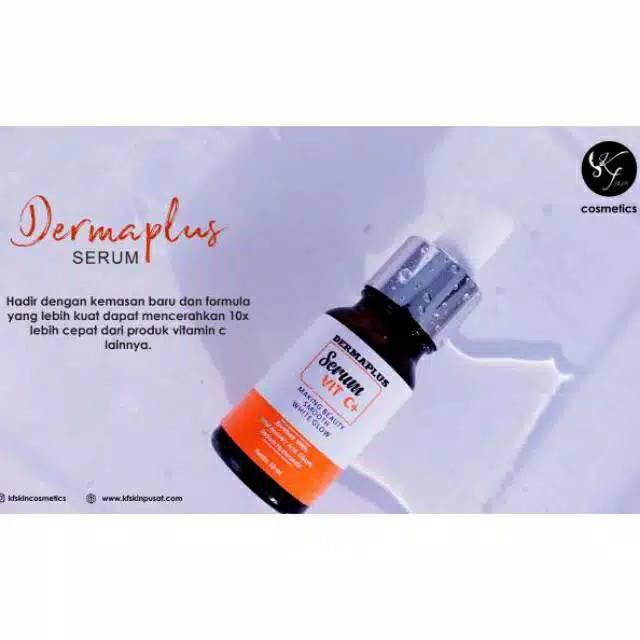 Dermaplus
SERUM
Hadir dengan kemasan baru dan formula
yang lebih kuat dapat mencerahkan 10x
lebih cepat dari produk vitamin c
lainnya.
KF
cosmetics
DERMAPLUS
Serum
VIT C+
MAKING BEAUTY
SMOOTH
WHITE GLOW
kfskincosmetics
www.kfskinpusat.com